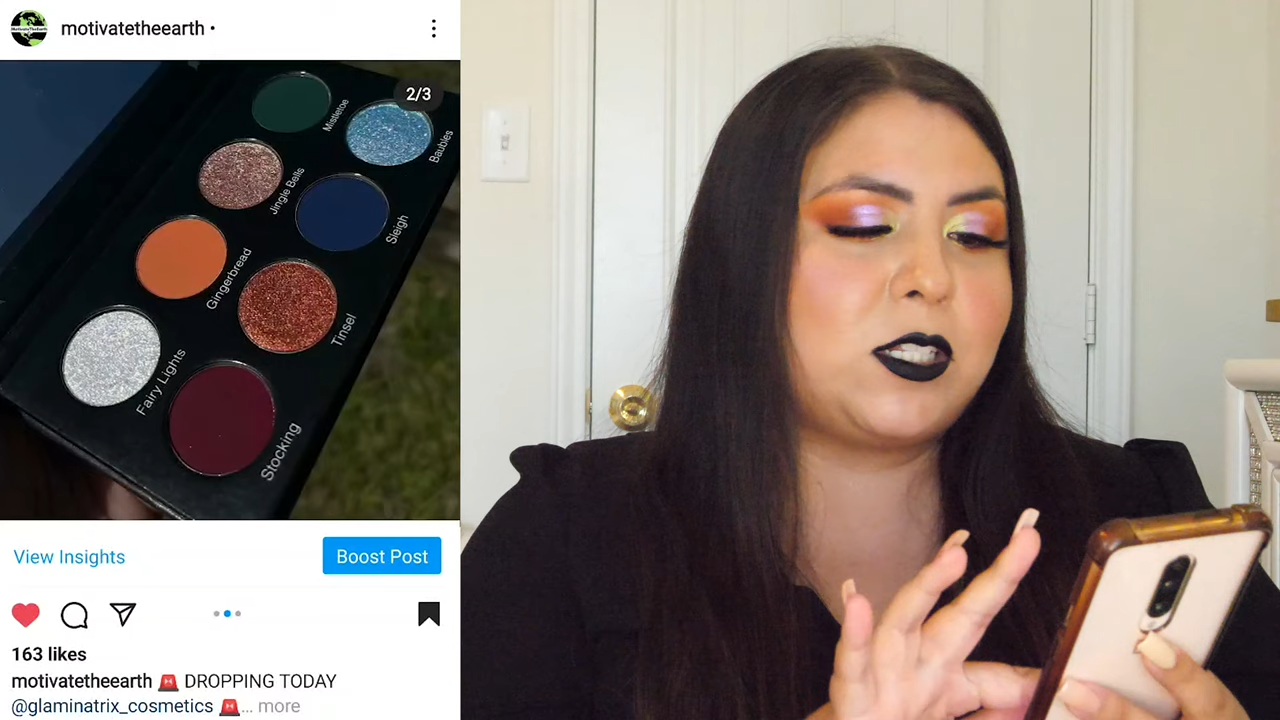 motivatetheearth •
2/3
Mistletoe
Baubles
Jingle Bells
Sleigh
Gingerbread
Tinsel
Fairy Lights
Stocking
View Insights
Boost Post
163 likes
motivatetheearth 🚨 DROPPING TODAY
@glaminatrix_cosmetics 🚨... more